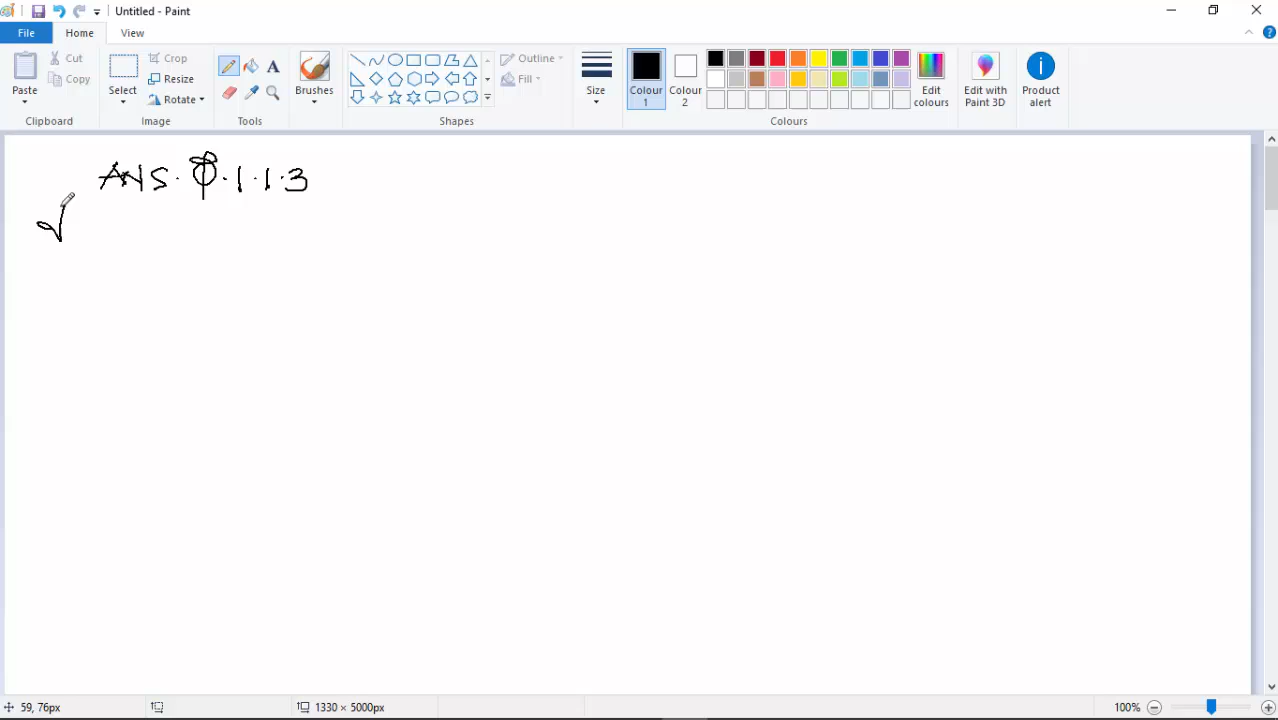 Untitled - Paint
File Home View
Cut
Copy
Paste
Clipboard
Crop
Resize
Rotate
Select
Image
Tools
Brushes
Outline
Fill
Shapes
Size
Colour 1
Colour 2
Colours
Edit colours
Edit with Paint 3D
Product alert
ANS. .1.1.3
59, 76px
1330 × 5000px
100%